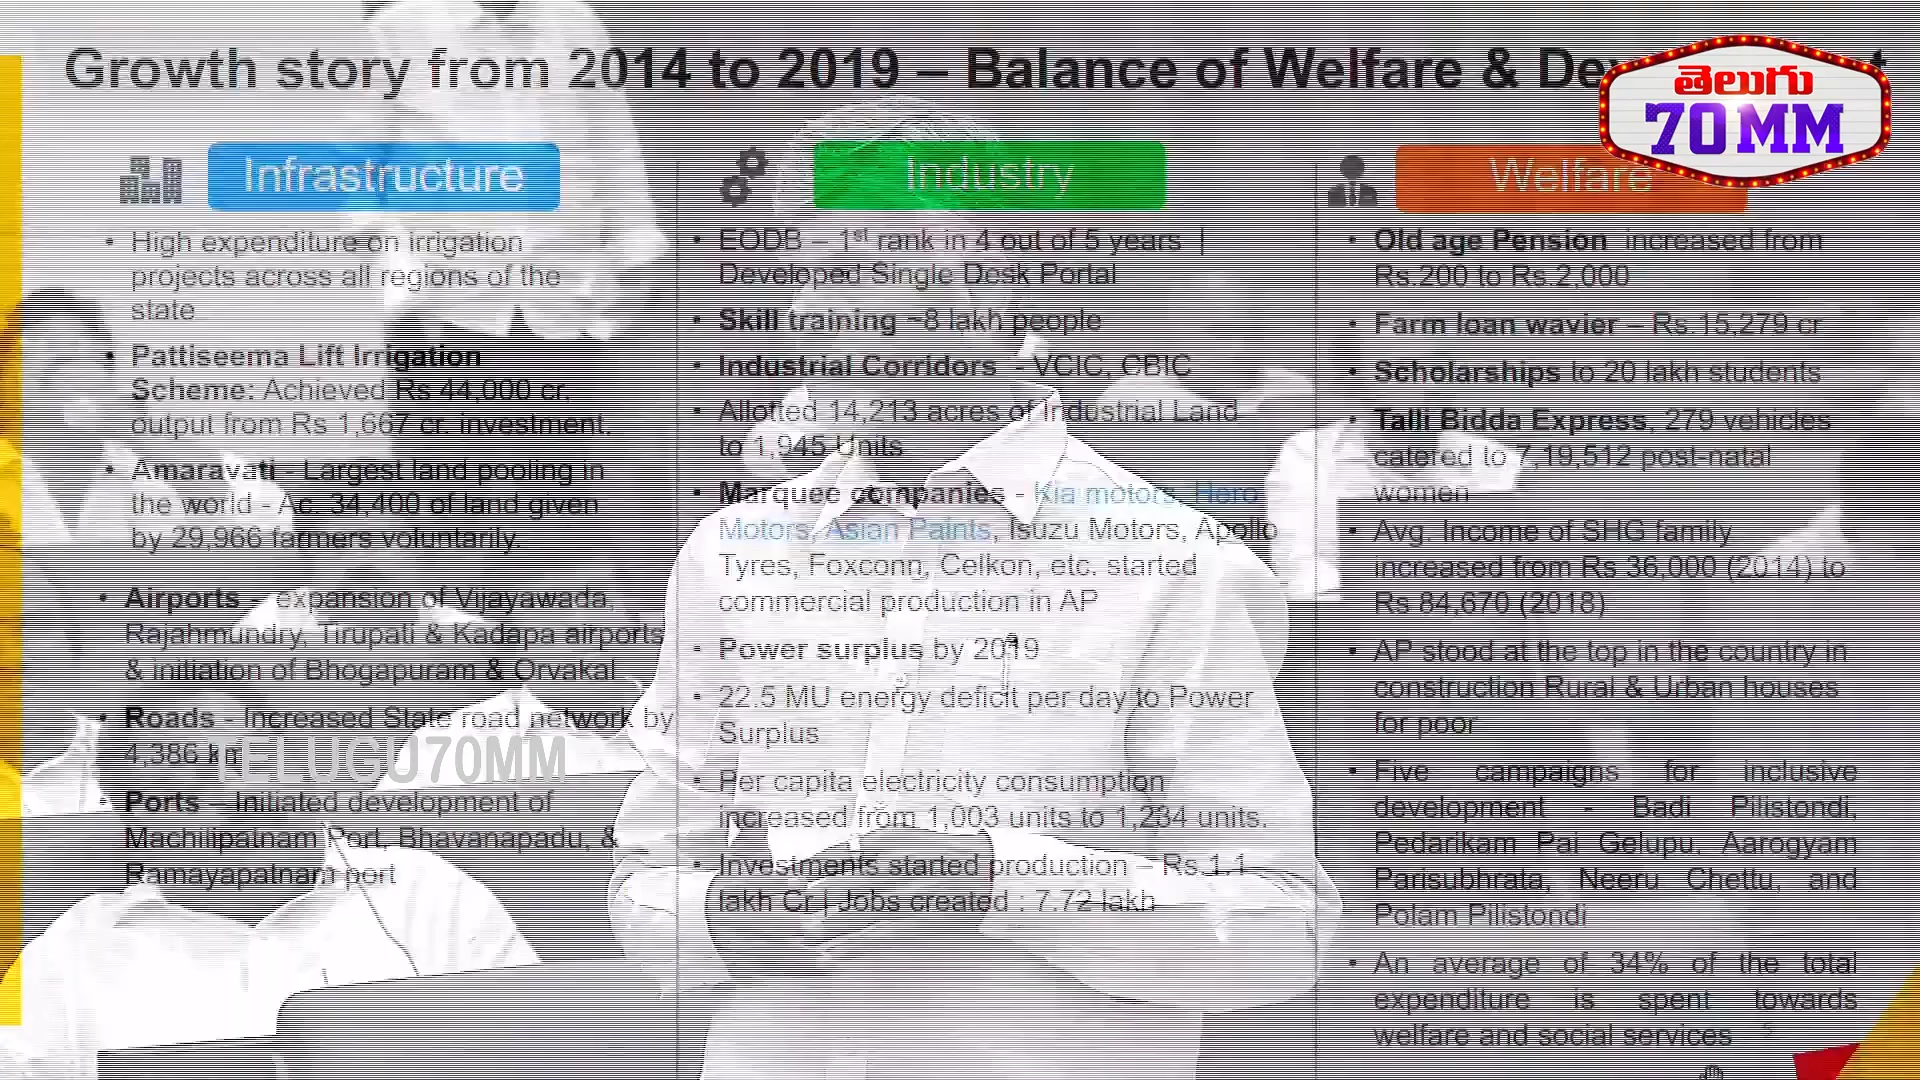 Growth story from 2014 to 2019 – Balance of Welfare &
తెలుగు
70MM
Infrastructure
• High expenditure on irrigation
projects across all regions of the
state
• Pattiseema Lift Irrigation
Scheme: Achieved Rs 44,000 cr.
output from Rs 1,667 cr. investment.
• Amaravati - Largest land pooling in
the world - Ac. 34,400 of land given
by 29,966 farmers voluntarily
• Airports - expansion of Vijayawada,
Rajahmundry, Tirupati & Kadapa airports
& initiation of Bhogapuram & Orvakal
• Roads - Increased State road network by
4,386 km
• Ports – Initiated development of
Machilipatnam Port, Bhavanapadu, &
Ramayapatnam port
TELUGU70MM
Industry
• EODB – 1st rank in 4 out of 5 years |
Developed Single Desk Portal
• Skill training ~8 lakh people
• Industrial Corridors - VCIC, CBIC
• Allotted 14,213 acres of Industrial Land
to 1,945 Units
• Marquee companies - Kia motors, Hero
Motors, Asian Paints, Isuzu Motors, Apollo
Tyres, Foxconn, Celkon, etc. started
commercial production in AP
• Power surplus by 2019
• 22.5 MU energy deficit per day to Power
Surplus
• Per capita electricity consumption
increased from 1,003 units to 1,234 units.
• Investments started production – Rs.1.1
lakh Cr | Jobs created : 7.72 lakh
Welfare
• Old age Pension increased from
Rs.200 to Rs.2,000
• Farm loan wavier – Rs.15,279 cr
• Scholarships to 20 lakh students
• Talli Bidda Express, 279 vehicles
catered to 7,19,512 post-natal
women
• Avg. Income of SHG family
increased from Rs 36,000 (2014) to
Rs 84,670 (2018)
• AP stood at the top in the country in
construction Rural & Urban houses
for poor
• Five campaigns for inclusive
development - Badi Pilistondi,
Pedarikam Pai Gelupu, Aarogyam
Parisubhrata, Neeru Chettu, and
Polam Pilistondi
• An average of 34% of the total
expenditure is spent towards
welfare and social services